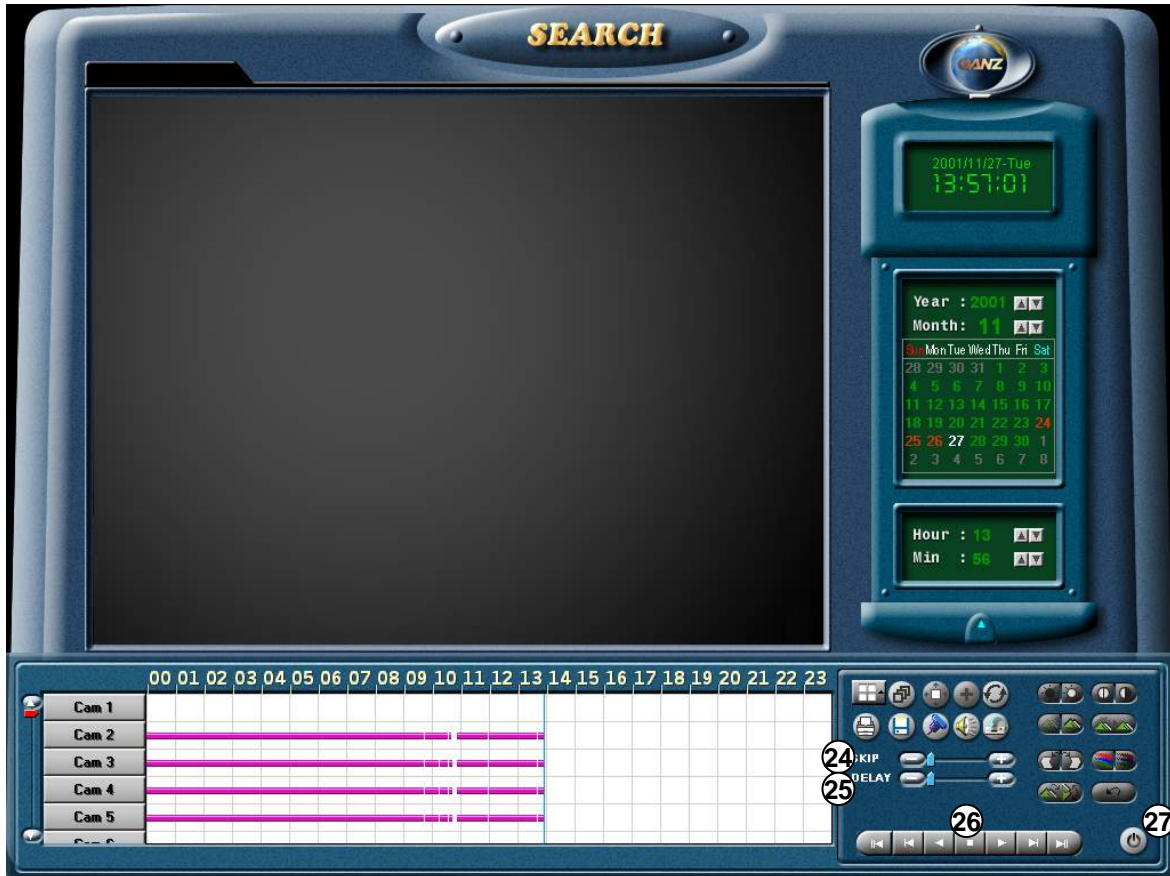 SEARCH
GANZ
2001/11/27-Tue
13:57:01
Year : 2001
Month: 11
Sun Mon Tue Wed Thu Fri Sat
28 29 30 31 1 2 3
4 5 6 7 8 9 10
11 12 13 14 15 16 17
18 19 20 21 22 23 24
25 26 27 28 29 30 1
2 3 4 5 6 7 8
Hour : 13
Min : 56
00 01 02 03 04 05 06 07 08 09 10 11 12 13 14 15 16 17 18 19 20 21 22 23
Cam 1
Cam 2
Cam 3
Cam 4
Cam 5
24
SKIP
25
DELAY
26
27